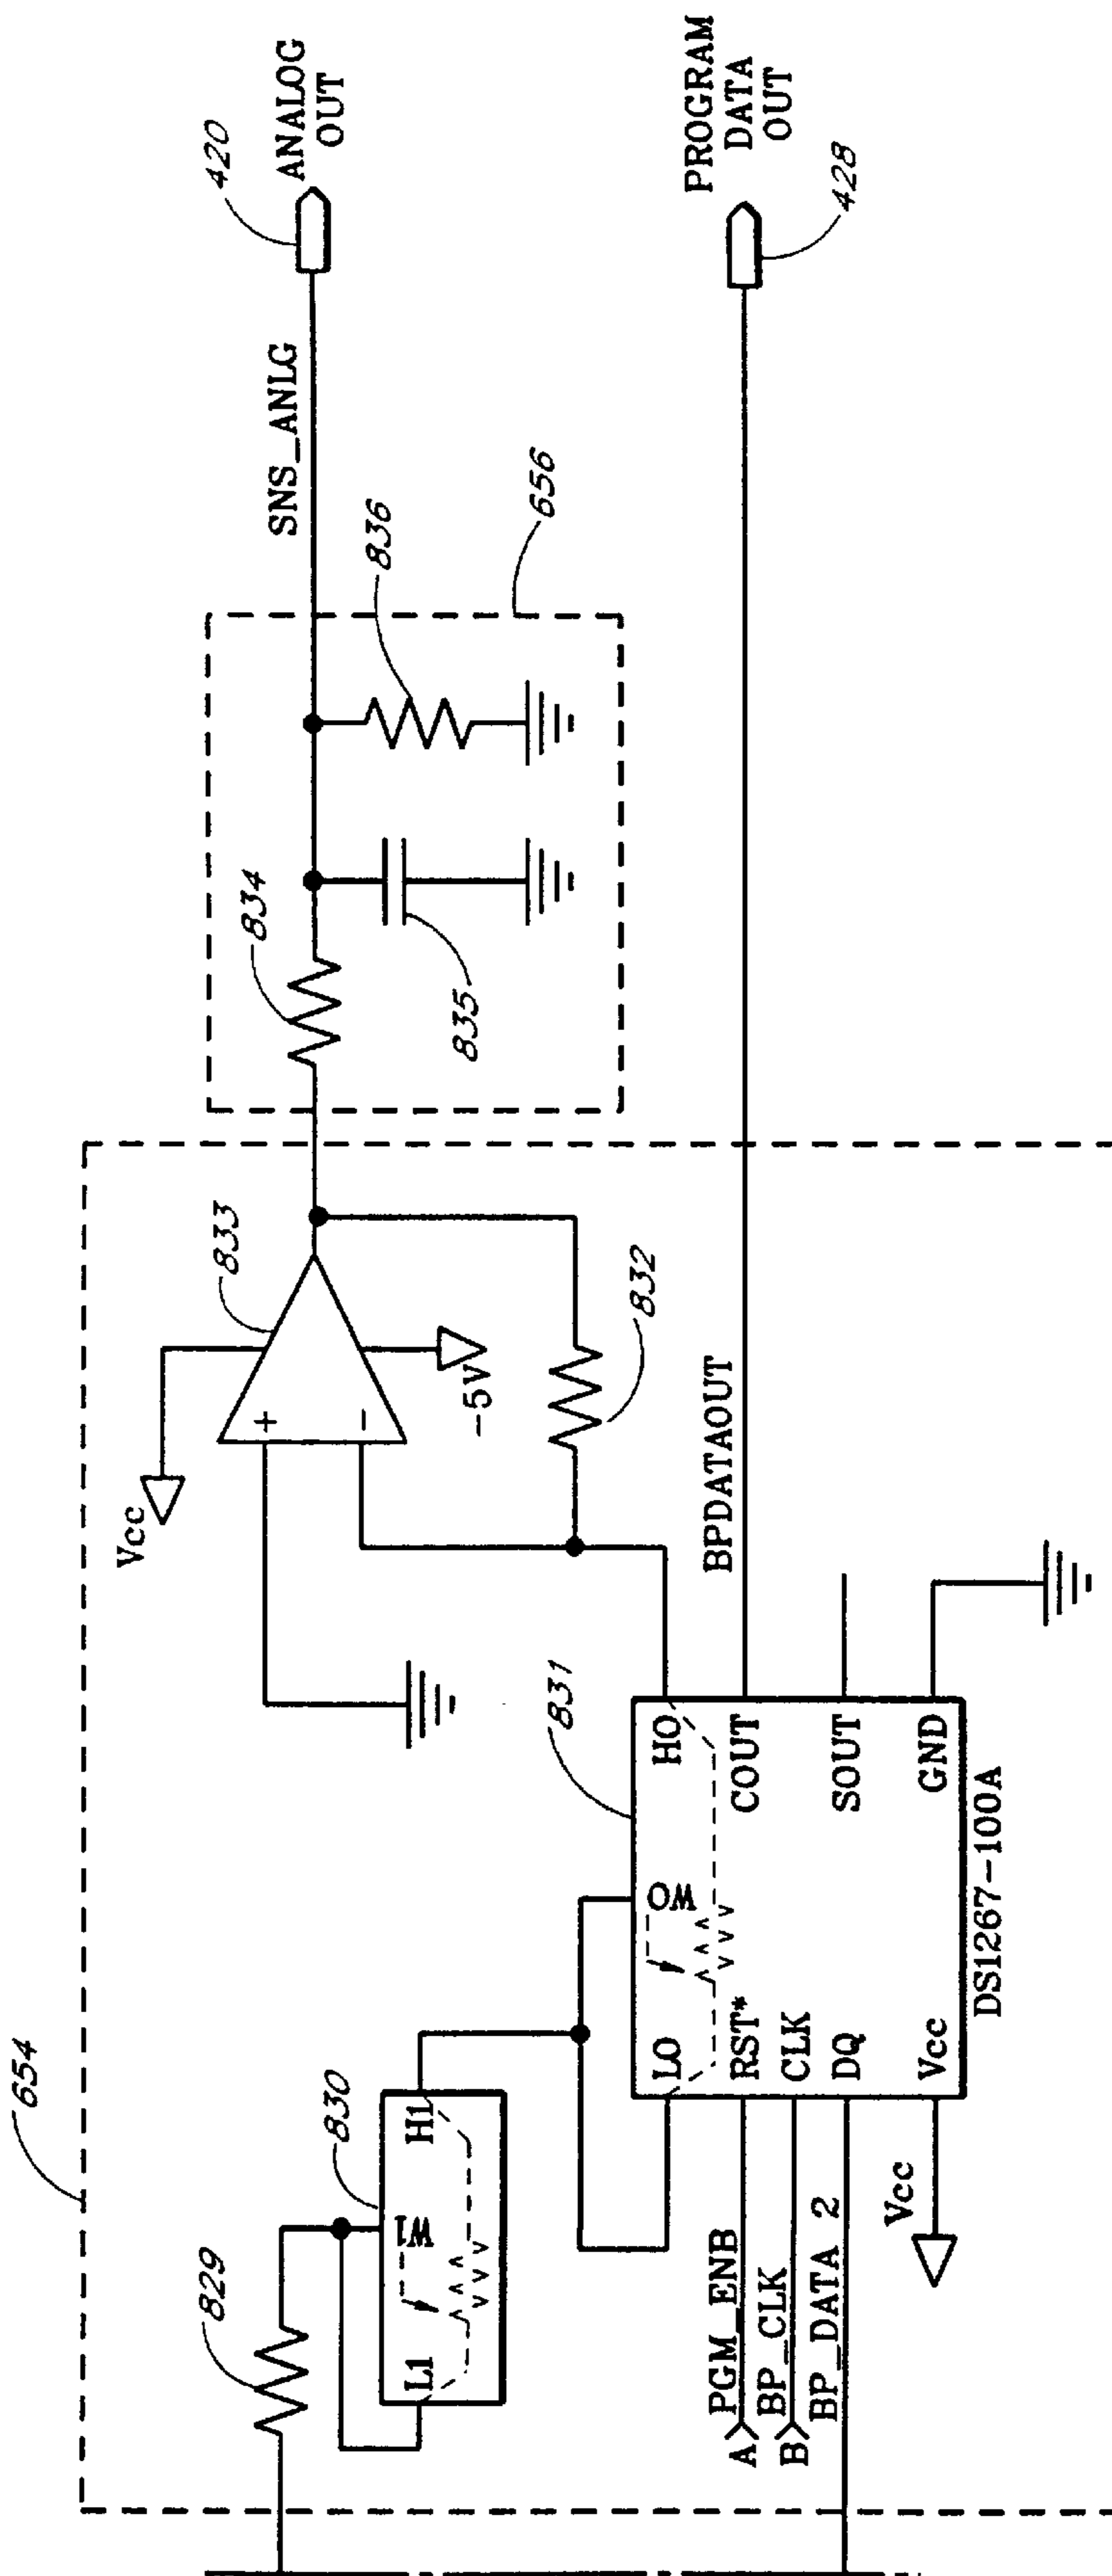 654
829
830
L1
W1
H1
831
LO
WO
HO
RST*
COUT
CLK
DQ
SOUT
Vcc
GND
DS1267-100A
Vcc
A
PGM_ENB
B
BP_CLK
BP_DATA 2
BPDATAOUT
Vcc
+
-
833
-5V
832
834
835
836
656
SNS_ANLG
420
ANALOG
OUT
PROGRAM
DATA
OUT
428